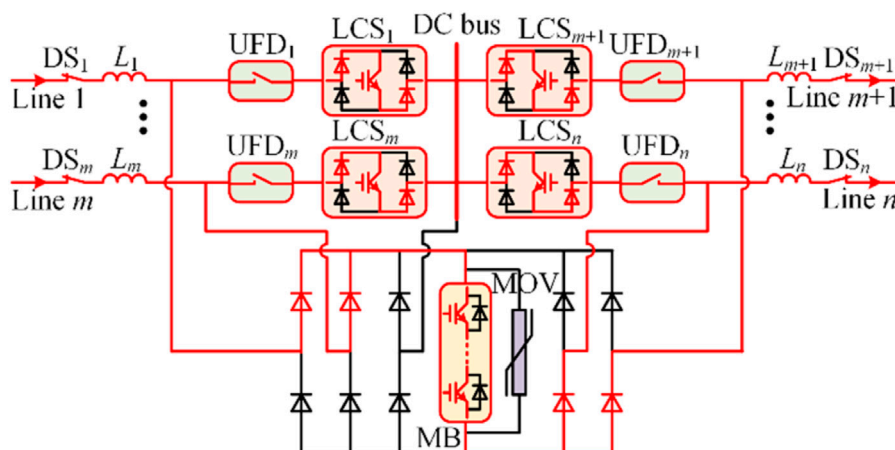 DS₁ L₁ UFD₁ LCS₁ DC bus LCSₘ₊₁ UFDₘ₊₁ Lₘ₊₁ DSₘ₊₁
Line 1 Line m+1
DSₘ Lₘ UFDₘ LCSₘ LCSₙ UFDₙ Lₙ DSₙ
Line m Line n
MOV
MB